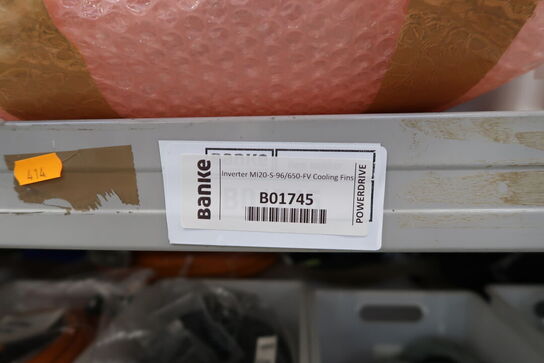 414
Banke
Inverter MI20-S-96/650-FV Cooling Fins
B01745
POWERDRIVE